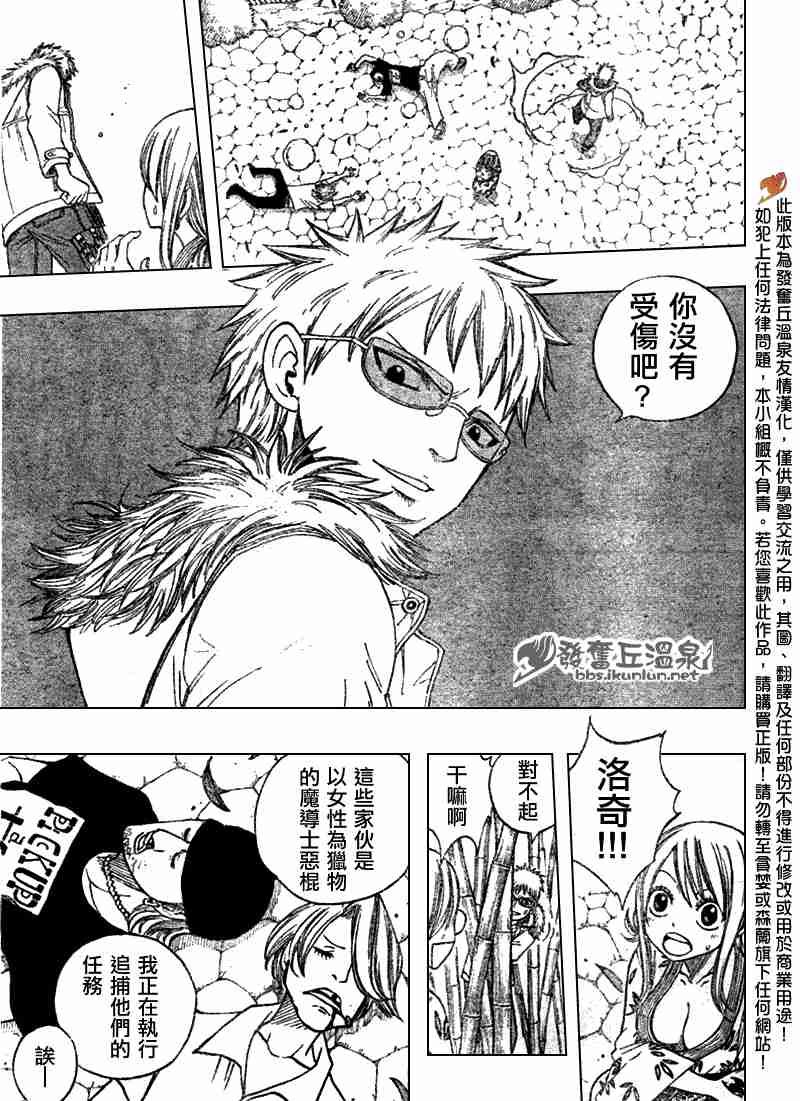 你沒有
受傷吧？
洛奇!!!
對不起
干嘛啊
這些家伙是
以女性為獵物
的魔導士惡棍
PICKUP
我正在執行
追捕他們的
任務
誒—
發奮丘溫泉
bbs.ikunlun.net
此版本為發奮丘溫泉友情漢化，僅供學習交流之用，其圖、翻譯及任何部份不得進行修改或用於商業用途！
如犯上任何法律問題，本小組概不負責。若您喜歡此作品，請購買正版！請勿轉至貪婪或森蘭旗下任何網站！